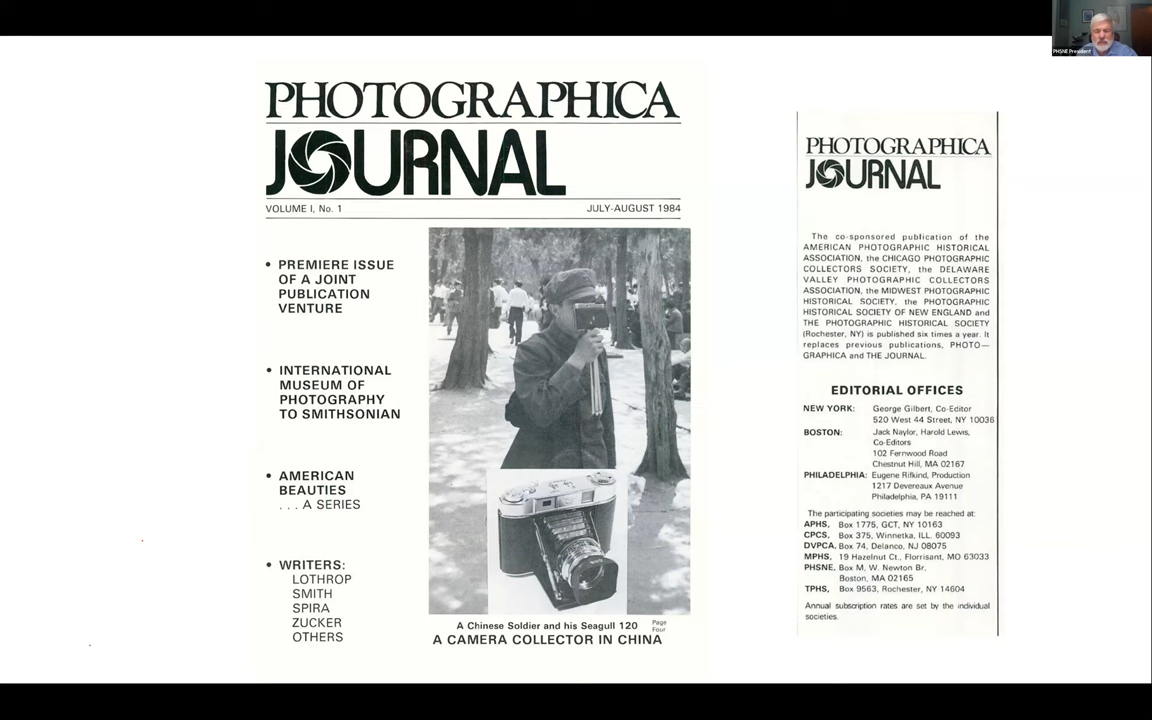 PHSNE President
PHOTOGRAPHICA
JOURNAL
VOLUME I, No. 1
JULY-AUGUST 1984
• PREMIERE ISSUE
OF A JOINT
PUBLICATION
VENTURE
• INTERNATIONAL
MUSEUM OF
PHOTOGRAPHY
TO SMITHSONIAN
• AMERICAN
BEAUTIES
. . . A SERIES
• WRITERS:
LOTHROP
SMITH
SPIRA
ZUCKER
OTHERS
A Chinese Soldier and his Seagull 120
Page
Four
A CAMERA COLLECTOR IN CHINA
PHOTOGRAPHICA
JOURNAL
The co-sponsored publication of the
AMERICAN PHOTOGRAPHIC HISTORICAL
ASSOCIATION, the CHICAGO PHOTOGRAPHIC
COLLECTORS SOCIETY, the DELAWARE
VALLEY PHOTOGRAPHIC COLLECTORS
ASSOCIATION, the MIDWEST PHOTOGRAPHIC
HISTORICAL SOCIETY, the PHOTOGRAPHIC
HISTORICAL SOCIETY OF NEW ENGLAND and
THE PHOTOGRAPHIC HISTORICAL SOCIETY
(Rochester, NY) is published six times a year. It
replaces previous publications, PHOTO—
GRAPHICA and THE JOURNAL.
EDITORIAL OFFICES
NEW YORK: George Gilbert, Co-Editor
520 West 44 Street, NY 10036
BOSTON: Jack Naylor, Harold Lewis,
Co-Editors
102 Fernwood Road
Chestnut Hill, MA 02167
PHILADELPHIA: Eugene Rifkind, Production
1217 Devereaux Avenue
Philadelphia, PA 19111
The participating societies may be reached at:
APHS, Box 1775, GCT, NY 10163
CPCS, Box 375, Winnetka, ILL. 60093
DVPCA, Box 74, Delanco, NJ 08075
MPHS, 19 Hazelnut Ct., Florrisant, MO 63033
PHSNE, Box M, W. Newton Br,
Boston, MA 02165
TPHS, Box 9563, Rochester, NY 14604
Annual subscription rates are set by the individual
societies.